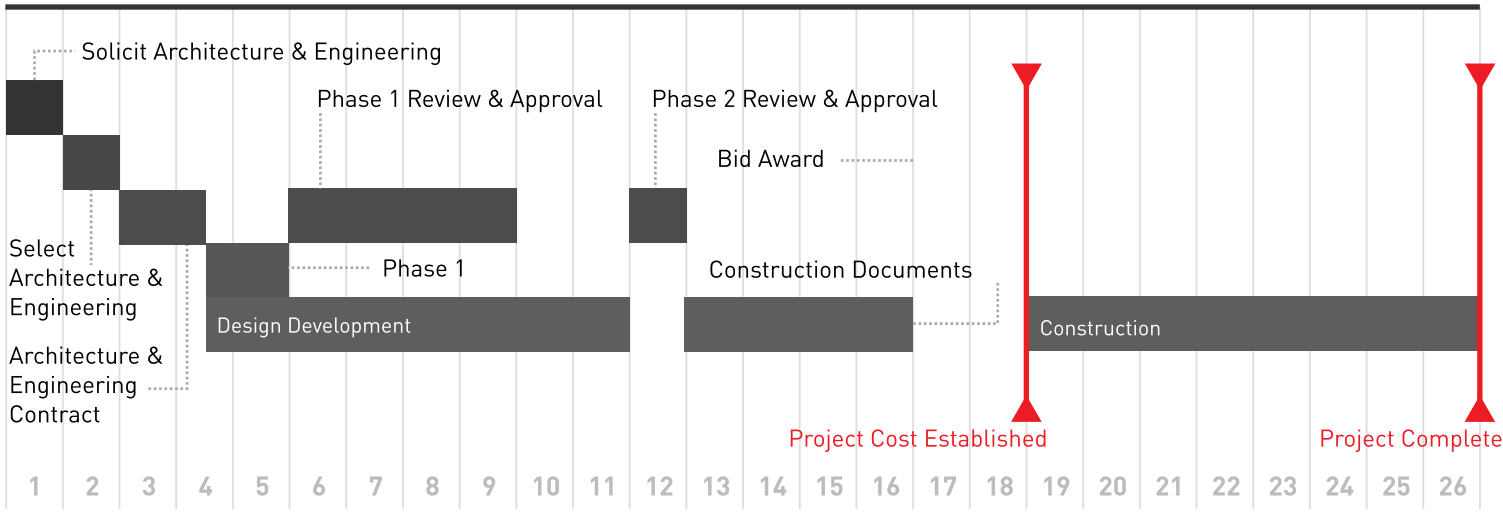 Solicit Architecture & Engineering
Phase 1 Review & Approval
Phase 2 Review & Approval
Bid Award
Select
Architecture &
Engineering
Phase 1
Construction Documents
Design Development
Construction
Architecture &
Engineering
Contract
Project Cost Established
Project Complete
1 2 3 4 5 6 7 8 9 10 11 12 13 14 15 16 17 18 19 20 21 22 23 24 25 26